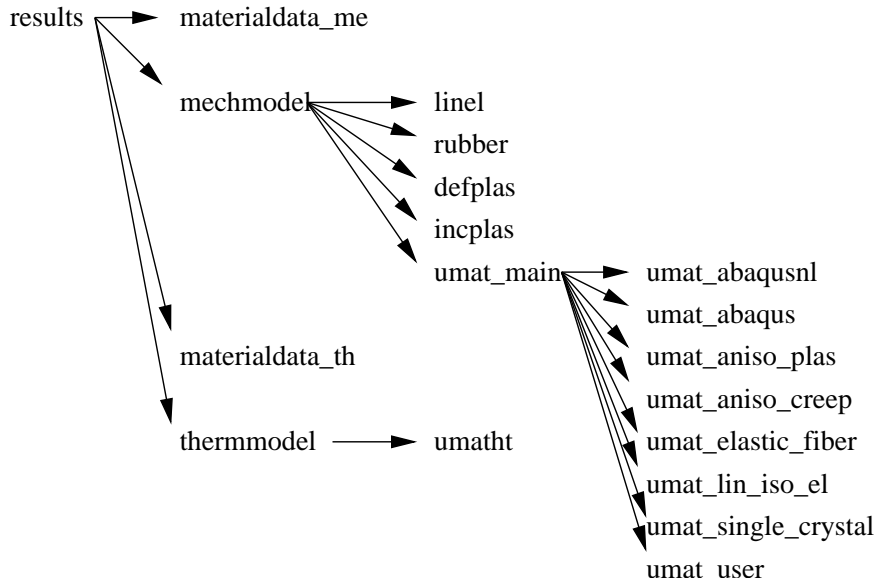 results materialdata_me
mechmodel linel
rubber
defplas
incplas
umat_main umat_abaqusnl
umat_abaqus
materialdata_th umat_aniso_plas
umat_aniso_creep
thermmodel umatht umat_elastic_fiber
umat_lin_iso_el
umat_single_crystal
umat_user